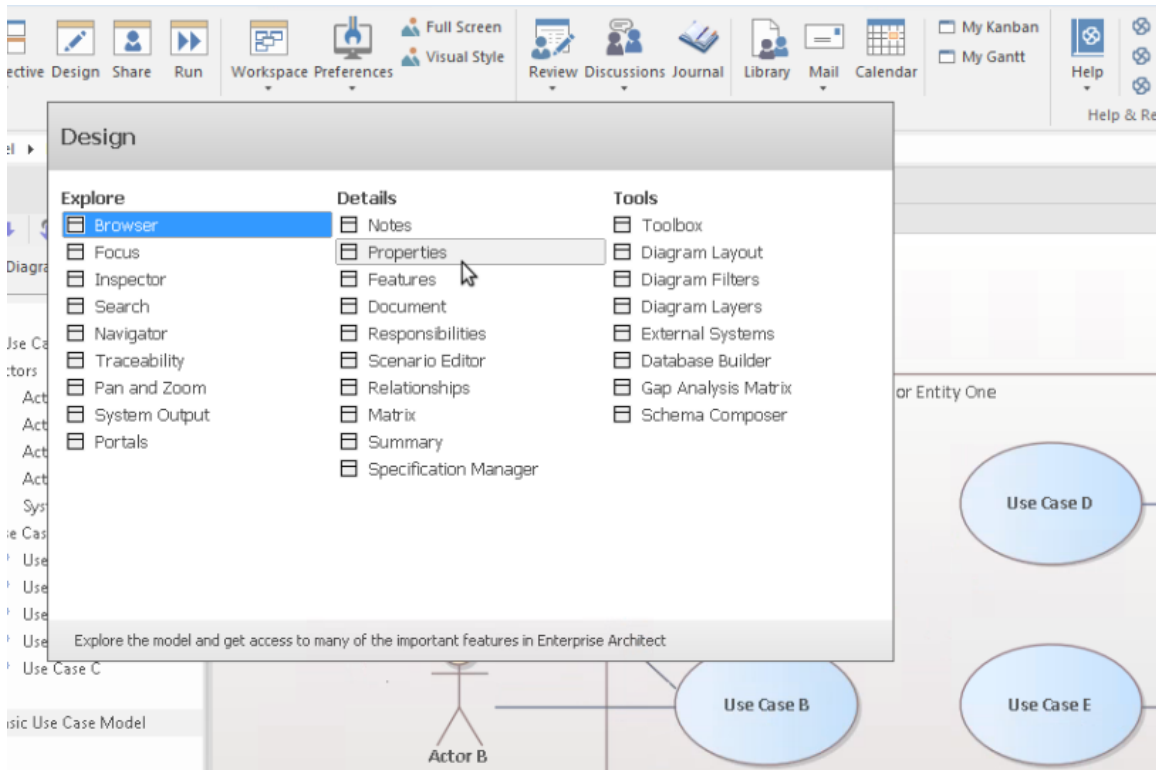 Full Screen
Visual Style
My Kanban
My Gantt
Design Share Run Workspace Preferences Review Discussions Journal Library Mail Calendar Help
Help &
Design
Explore
Browser
Focus
Inspector
Search
Navigator
Traceability
Pan and Zoom
System Output
Portals
Details
Notes
Properties
Features
Document
Responsibilities
Scenario Editor
Relationships
Matrix
Summary
Specification Manager
Tools
Toolbox
Diagram Layout
Diagram Filters
Diagram Layers
External Systems
Database Builder
Gap Analysis Matrix
Schema Composer
Explore the model and get access to many of the important features in Enterprise Architect
Use Case C
Use Case Model
or Entity One
Use Case D
Use Case B
Use Case E
Actor B